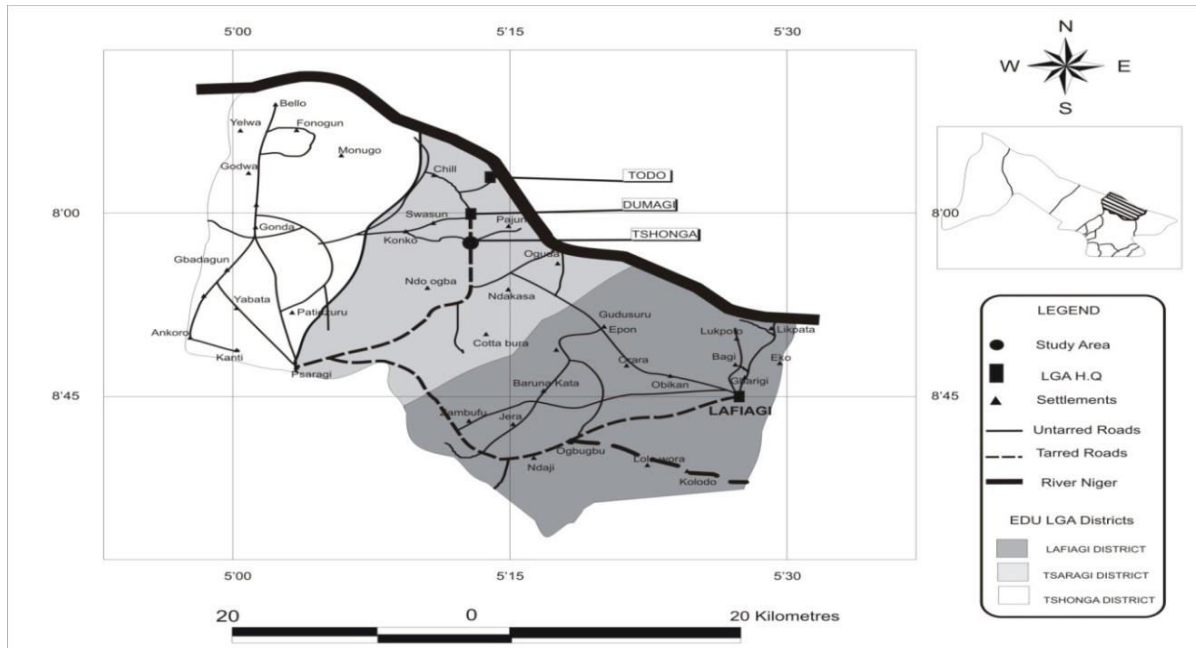 5'00 5'15 5'30
N
W E
S
Bello
Yelwa Fonogun
Monugo
Godwa
Chill
TODO
8'00 8'00
DUMAGI
Swasun Pajun
Gonda
Konko
TSHONGA
Oguda
Gbadagun
Ndo ogba
Ndakasa
Yabata
Gudusuru
Epon
Lukpoto Likpata
Ankoro
Cotta bura
Kanti
Bagi Eko
Psaragi
Baruna Kata Obikan
Gbarigi
8'45 8'45
LAFIAGI
Jera
Ogbugbu
Ndaji
Kolodo
5'00 5'15 5'30
20 0 20 Kilometres
LEGEND
Study Area
LGA H.Q
Settlements
Untarred Roads
Tarred Roads
River Niger
EDU LGA Districts
LAFIAGI DISTRICT
TSARAGI DISTRICT
TSHONGA DISTRICT